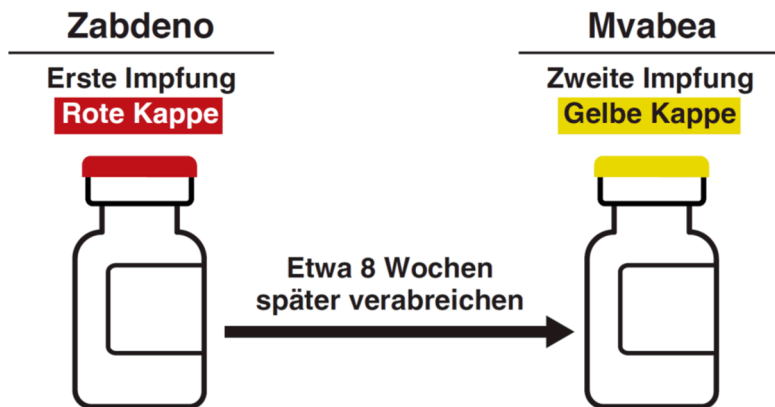 Zabdeno
Erste Impfung
Rote Kappe
Etwa 8 Wochen
später verabreichen
Mvabea
Zweite Impfung
Gelbe Kappe